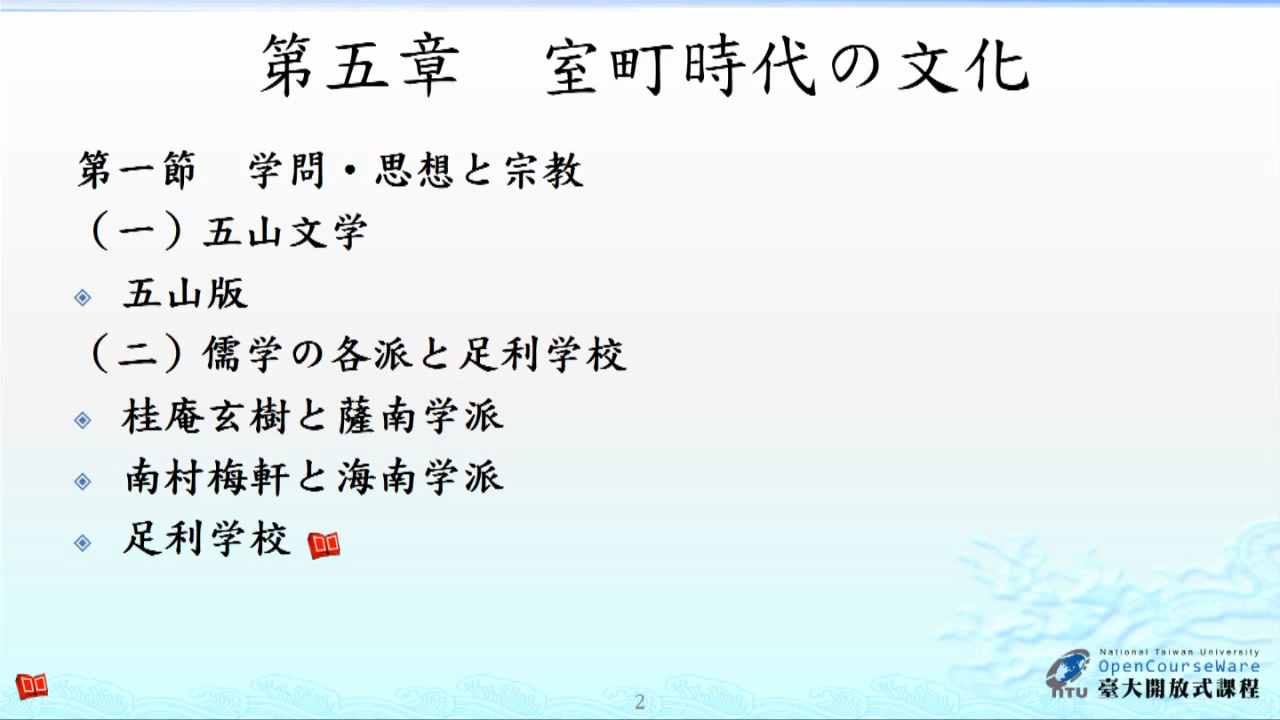 第五章　室町時代の文化
第一節　学問・思想と宗教
（一）五山文学
五山版
（二）儒学の各派と足利学校
桂庵玄樹と薩南学派
南村梅軒と海南学派
足利学校
National Taiwan University
OpenCourseWare
NTU 臺大開放式課程
2